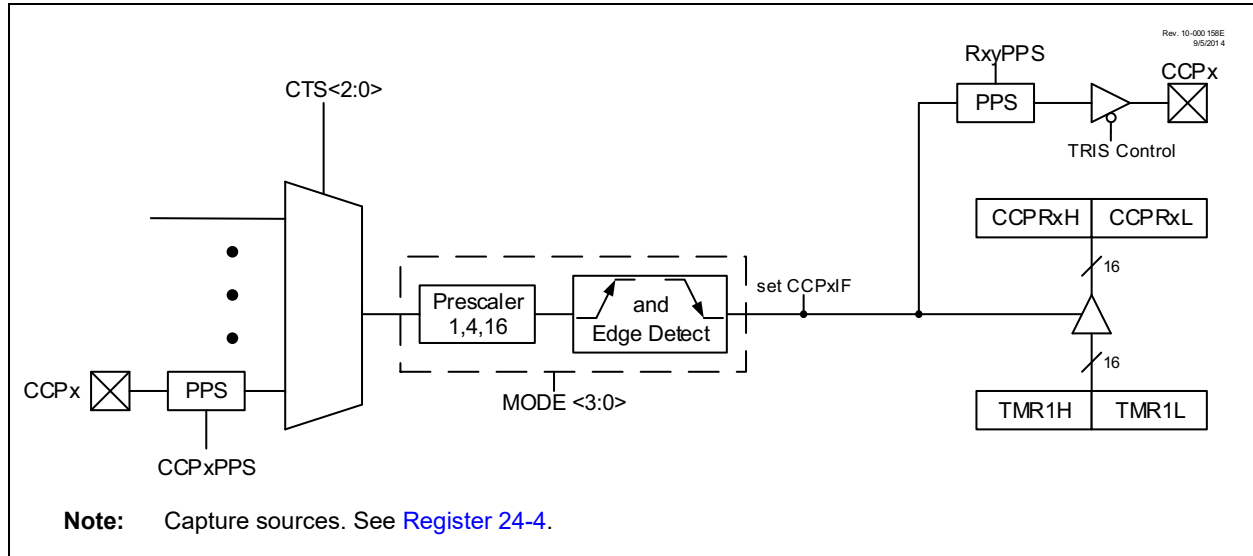 Rev. 10-000 158E
9/5/2014
RxyPPS
CCPx
PPS
TRIS Control
CTS<2:0>
CCPRxH CCPRxL
16
set CCPxIF
Prescaler
1,4,16
and
Edge Detect
16
CCPx
PPS
MODE <3:0>
TMR1H TMR1L
CCPxPPS
Note: Capture sources. See Register 24-4.